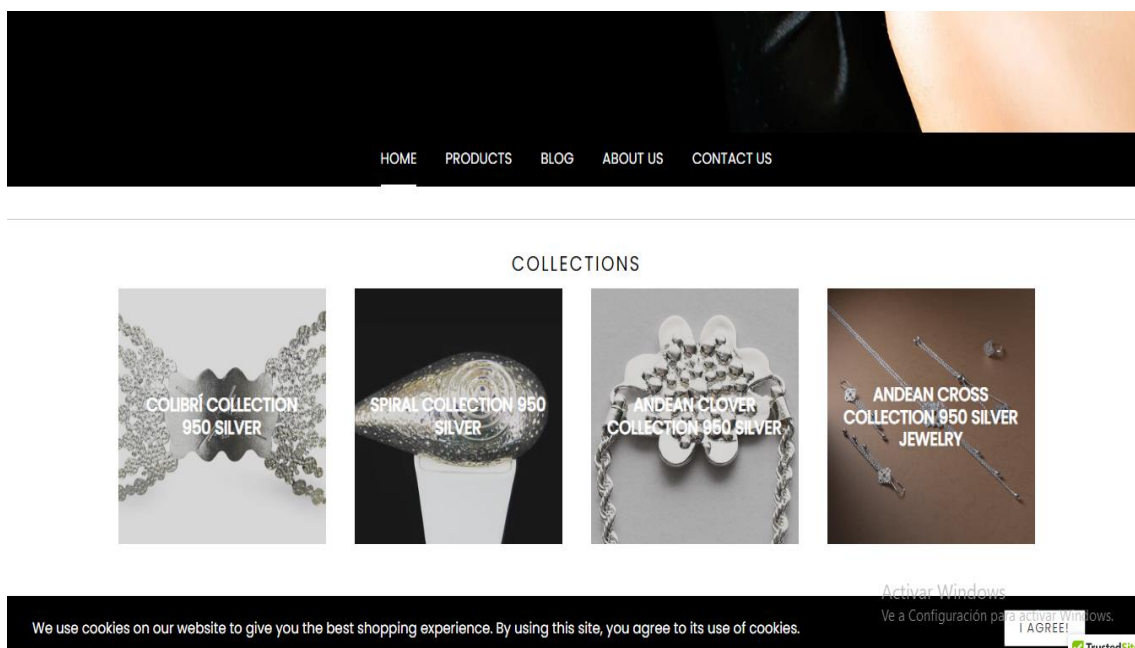 HOME PRODUCTS BLOG ABOUT US CONTACT US
COLLECTIONS
COLIBRÍ COLLECTION
950 SILVER
SPIRAL COLLECTION 950
SILVER
ANDEAN CLOVER
COLLECTION 950 SILVER
ANDEAN CROSS
COLLECTION 950 SILVER
JEWELRY
Activar Windows
Ve a Configuración para activar Windows.
We use cookies on our website to give you the best shopping experience. By using this site, you agree to its use of cookies.
I AGREE!
TrustedSite